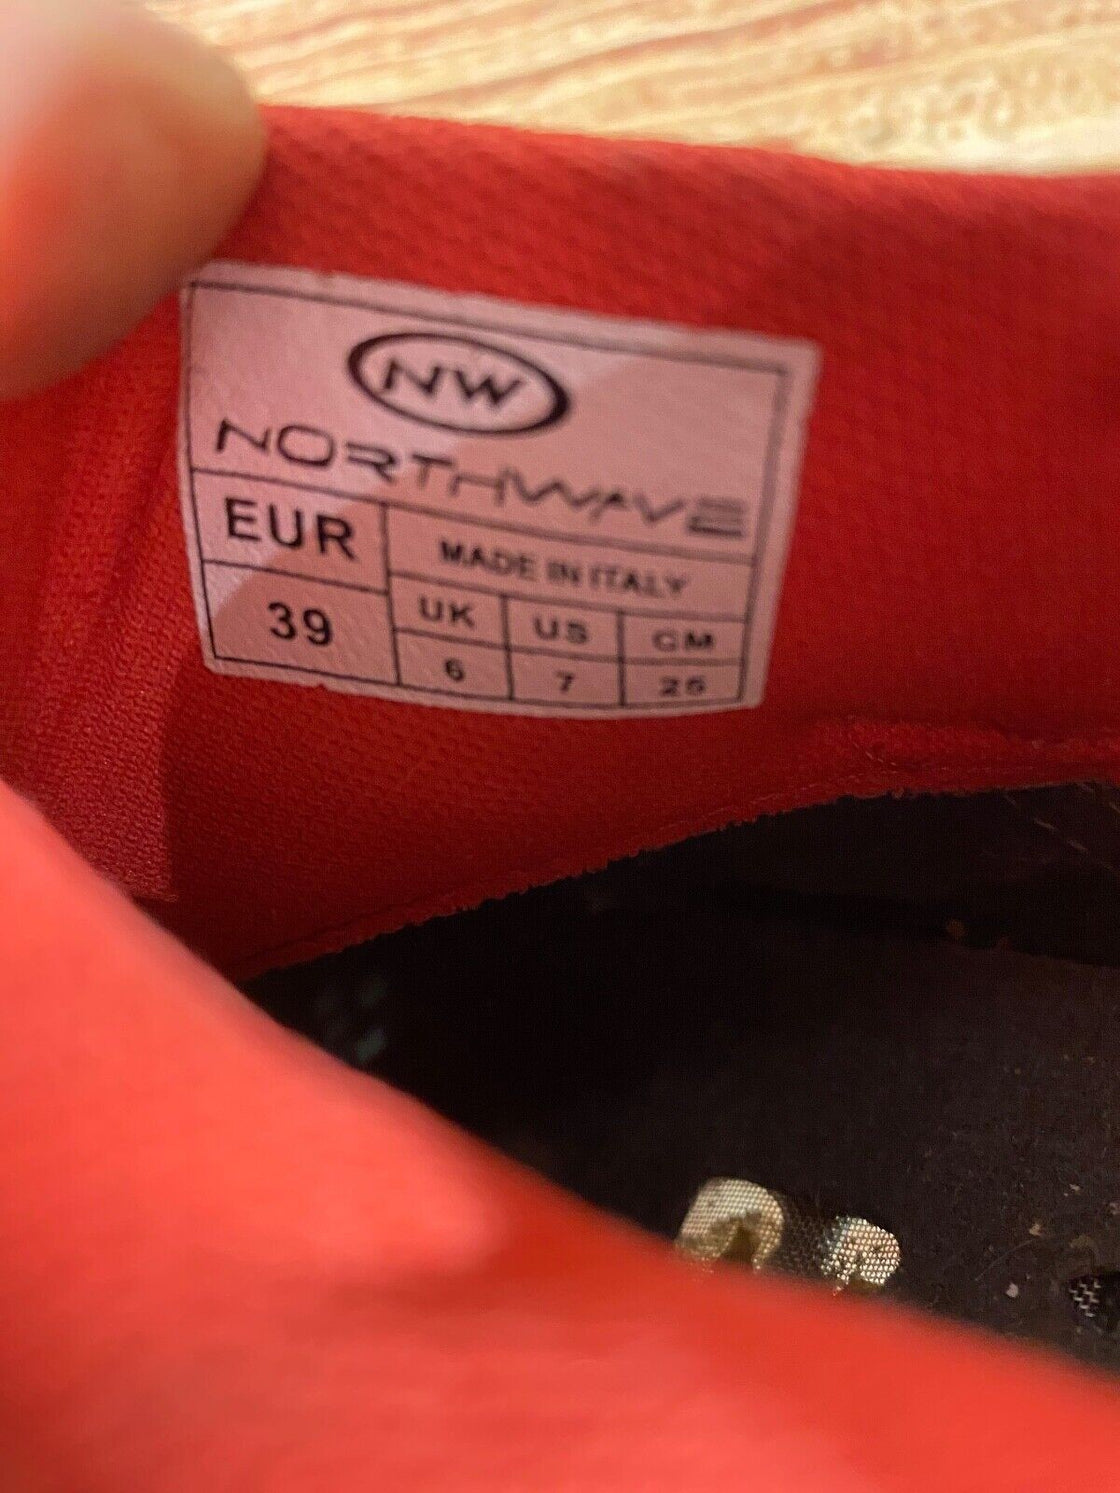 NW
NORTHWAVE
EUR
MADE IN ITALY
39
UK US CM
6 7 25